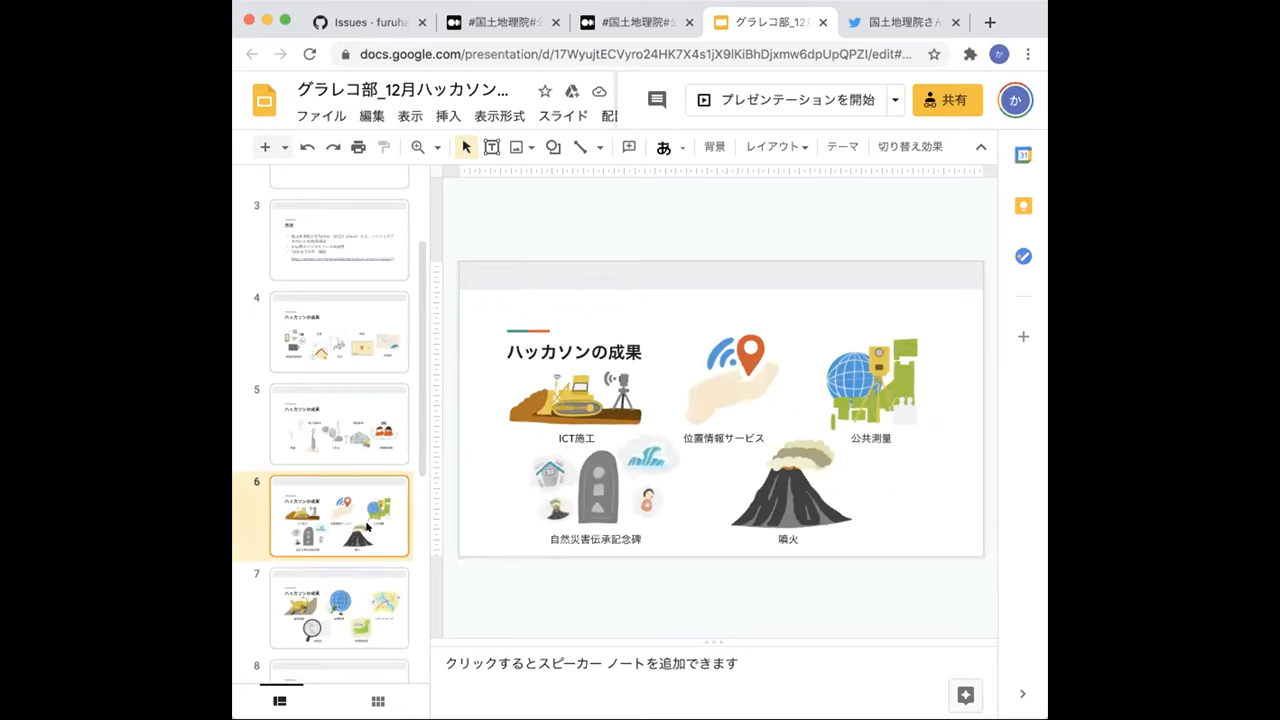 Issues · furuh
#国土地理院#
#国土地理院#
グラレコ部_12
国土地理院さん
docs.google.com/presentation/d/17WyujtECVyro24HK7X4s1jX9lKiBhDjxmw6dpUpQPZI/edit#...
か
グラレコ部_12月ハッカソン...
プレゼンテーションを開始
共有
か
ファイル 編集 表示 挿入 表示形式 スライド 配
あ
背景 レイアウト テーマ 切り替え効果
31
3
方法
4
ハッカソンの成果
5
ハッカソンの成果
6
ハッカソンの成果
7
ハッカソンの成果
8
ハッカソンの成果
ICT施工
位置情報サービス
公共測量
自然災害伝承記念碑
噴火
クリックするとスピーカー ノートを追加できます